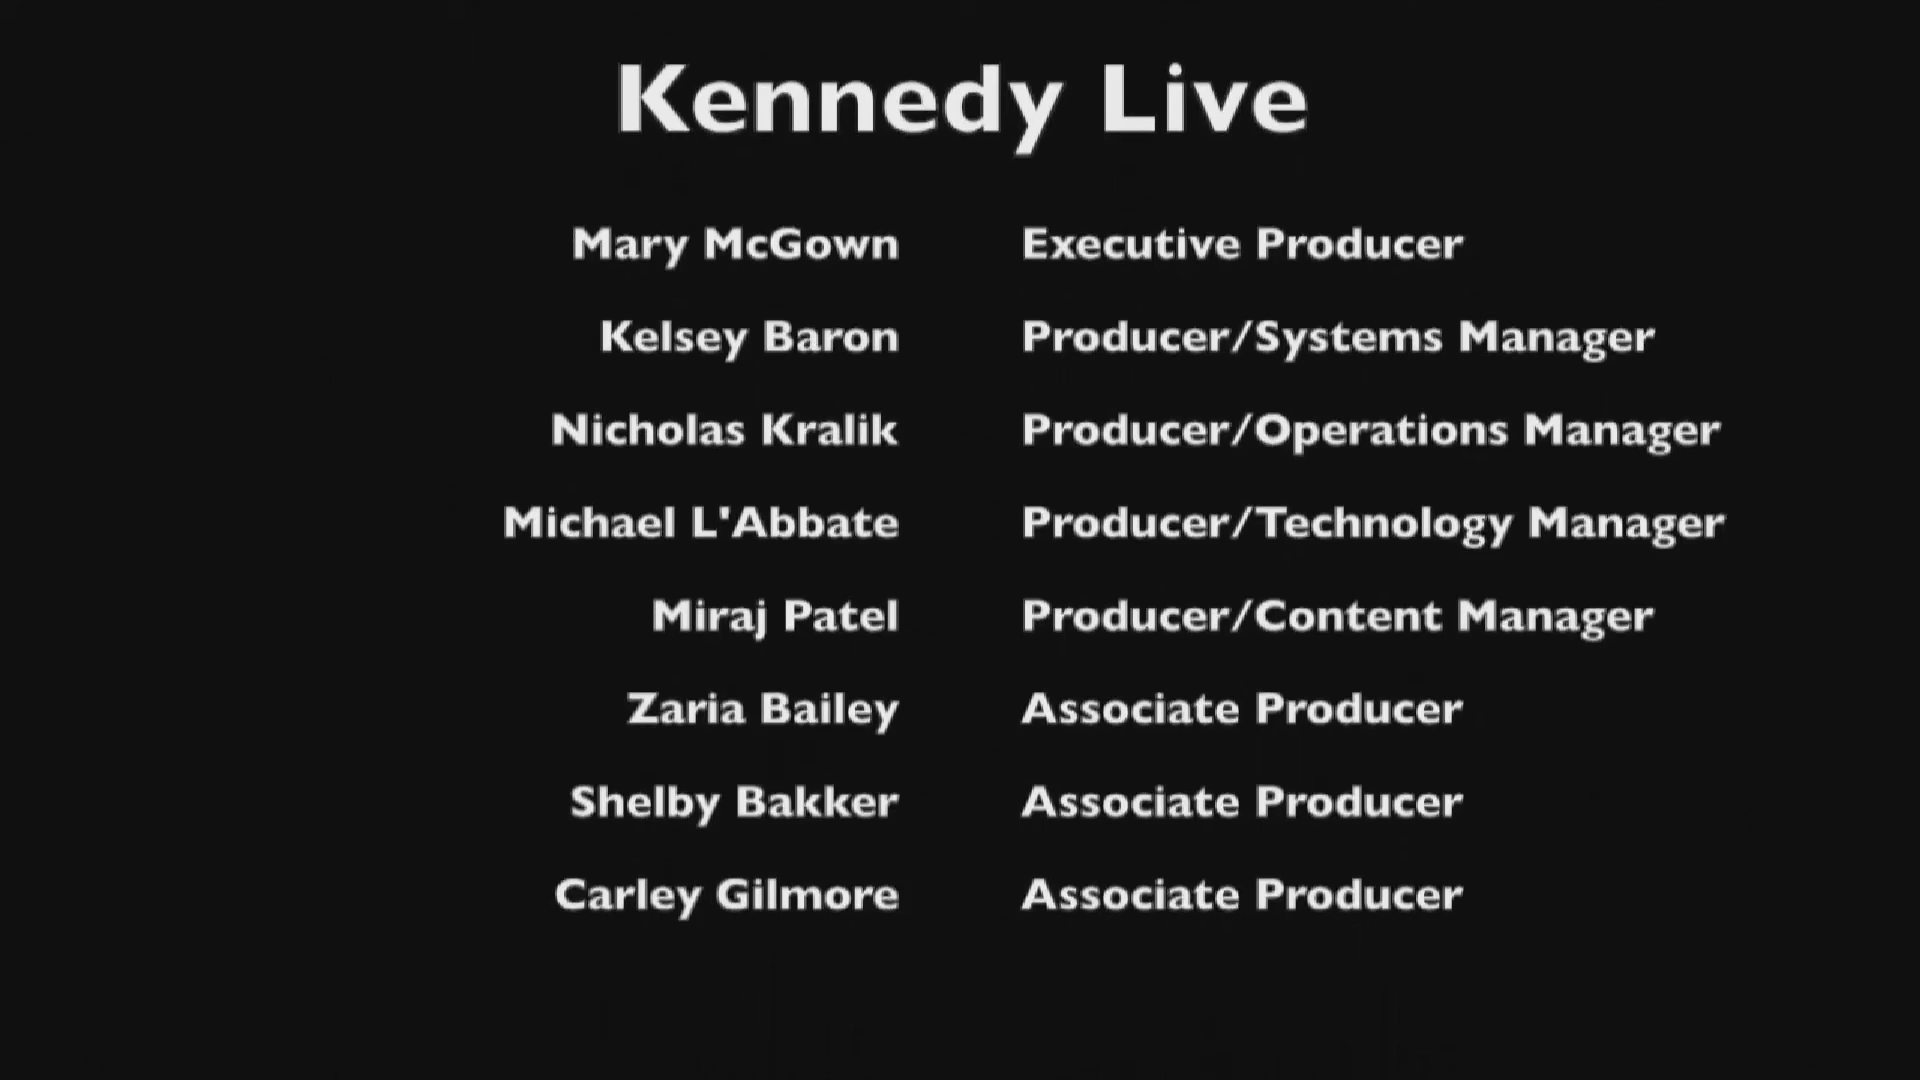 Kennedy Live
Mary McGown Executive Producer
Kelsey Baron Producer/Systems Manager
Nicholas Kralik Producer/Operations Manager
Michael L'Abbate Producer/Technology Manager
Miraj Patel Producer/Content Manager
Zaria Bailey Associate Producer
Shelby Bakker Associate Producer
Carley Gilmore Associate Producer